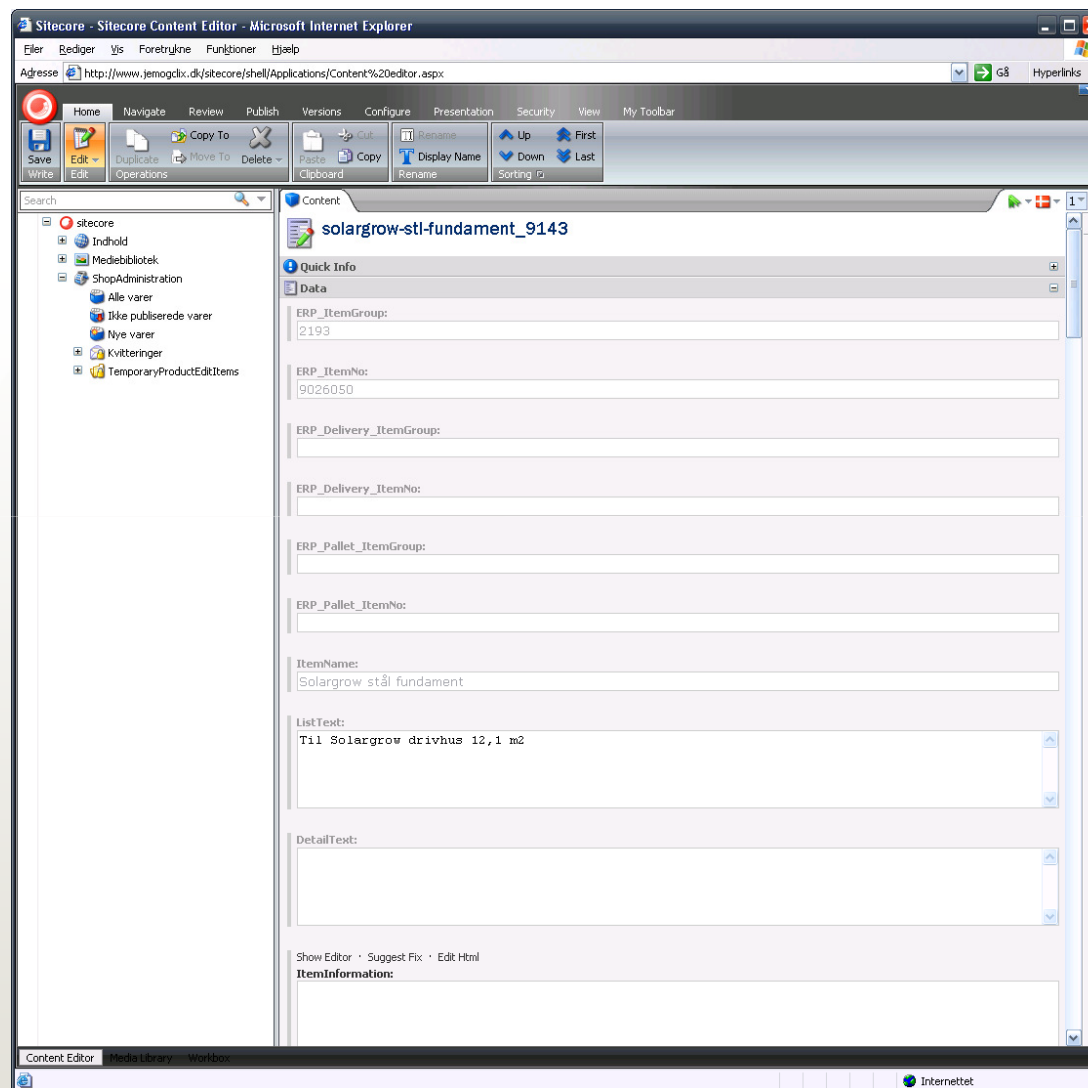 Sitecore - Sitecore Content Editor - Microsoft Internet Explorer
Filer Rediger Vis Foretrukne Funktioner Hjælp
Adresse http://www.jemogclix.dk/sitecore/shell/Applications/Content%20editor.aspx Gå Hyperlinks
Home Navigate Review Publish Versions Configure Presentation Security View My Toolbar
Save Edit Duplicate Copy To Move To Delete Paste Cut Copy Rename Display Name Up Down First Last
Write Edit Operations Clipboard Rename Sorting
Search
sitecore
Indhold
Mediebibliotek
ShopAdministration
Alle varer
Ikke publiserede varer
Nye varer
Kvitteringer
TemporaryProductEditItems
Content 1
solargrow-stl-fundament_9143
Quick Info
Data
ERP_ItemGroup:
2193
ERP_ItemNo:
9026050
ERP_Delivery_ItemGroup:
ERP_Delivery_ItemNo:
ERP_Pallet_ItemGroup:
ERP_Pallet_ItemNo:
ItemName:
Solargrow stål fundament
ListText:
Til Solargrow drivhus 12,1 m2
DetailText:
Show Editor · Suggest Fix · Edit Html
ItemInformation:
Content Editor Media Library Workbox
Internettet